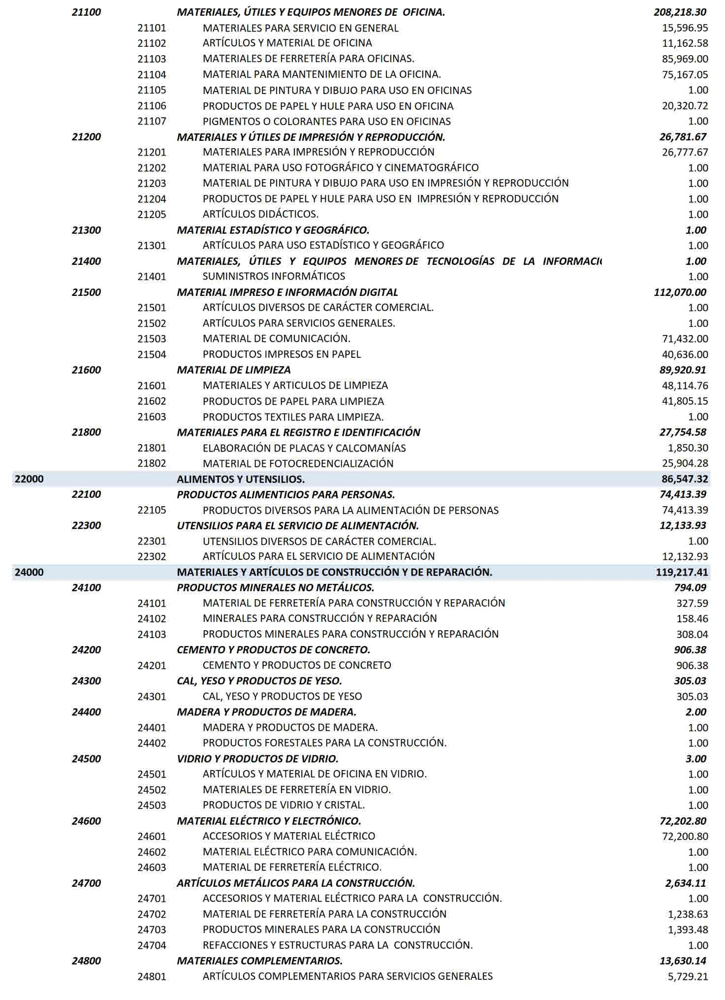 21100 MATERIALES, ÚTILES Y EQUIPOS MENORES DE OFICINA. 208,218.30
21101 MATERIALES PARA SERVICIO EN GENERAL 15,596.95
21102 ARTÍCULOS Y MATERIAL DE OFICINA 11,162.58
21103 MATERIALES DE FERRETERÍA PARA OFICINAS. 85,969.00
21104 MATERIAL PARA MANTENIMIENTO DE LA OFICINA. 75,167.05
21105 MATERIAL DE PINTURA Y DIBUJO PARA USO EN OFICINAS 1.00
21106 PRODUCTOS DE PAPEL Y HULE PARA USO EN OFICINA 20,320.72
21107 PIGMENTOS O COLORANTES PARA USO EN OFICINAS 1.00
21200 MATERIALES Y ÚTILES DE IMPRESIÓN Y REPRODUCCIÓN. 26,781.67
21201 MATERIALES PARA IMPRESIÓN Y REPRODUCCIÓN 26,777.67
21202 MATERIAL PARA USO FOTOGRÁFICO Y CINEMATOGRÁFICO 1.00
21203 MATERIAL DE PINTURA Y DIBUJO PARA USO EN IMPRESIÓN Y REPRODUCCIÓN 1.00
21204 PRODUCTOS DE PAPEL Y HULE PARA USO EN IMPRESIÓN Y REPRODUCCIÓN 1.00
21205 ARTÍCULOS DIDÁCTICOS. 1.00
21300 MATERIAL ESTADÍSTICO Y GEOGRÁFICO. 1.00
21301 ARTÍCULOS PARA USO ESTADÍSTICO Y GEOGRÁFICO 1.00
21400 MATERIALES, ÚTILES Y EQUIPOS MENORES DE TECNOLOGÍAS DE LA INFORMACI 1.00
21401 SUMINISTROS INFORMÁTICOS 1.00
21500 MATERIAL IMPRESO E INFORMACIÓN DIGITAL 112,070.00
21501 ARTÍCULOS DIVERSOS DE CARÁCTER COMERCIAL. 1.00
21502 ARTÍCULOS PARA SERVICIOS GENERALES. 1.00
21503 MATERIAL DE COMUNICACIÓN. 71,432.00
21504 PRODUCTOS IMPRESOS EN PAPEL 40,636.00
21600 MATERIAL DE LIMPIEZA 89,920.91
21601 MATERIALES Y ARTICULOS DE LIMPIEZA 48,114.76
21602 PRODUCTOS DE PAPEL PARA LIMPIEZA 41,805.15
21603 PRODUCTOS TEXTILES PARA LIMPIEZA. 1.00
21800 MATERIALES PARA EL REGISTRO E IDENTIFICACIÓN 27,754.58
21801 ELABORACIÓN DE PLACAS Y CALCOMANÍAS 1,850.30
21802 MATERIAL DE FOTOCREDENCIALIZACIÓN 25,904.28
22000 ALIMENTOS Y UTENSILIOS. 86,547.32
22100 PRODUCTOS ALIMENTICIOS PARA PERSONAS. 74,413.39
22105 PRODUCTOS DIVERSOS PARA LA ALIMENTACIÓN DE PERSONAS 74,413.39
22300 UTENSILIOS PARA EL SERVICIO DE ALIMENTACIÓN. 12,133.93
22301 UTENSILIOS DIVERSOS DE CARÁCTER COMERCIAL. 1.00
22302 ARTÍCULOS PARA EL SERVICIO DE ALIMENTACIÓN 12,132.93
24000 MATERIALES Y ARTÍCULOS DE CONSTRUCCIÓN Y DE REPARACIÓN. 119,217.41
24100 PRODUCTOS MINERALES NO METÁLICOS. 794.09
24101 MATERIAL DE FERRETERÍA PARA CONSTRUCCIÓN Y REPARACIÓN 327.59
24102 MINERALES PARA CONSTRUCCIÓN Y REPARACIÓN 158.46
24103 PRODUCTOS MINERALES PARA CONSTRUCCIÓN Y REPARACIÓN 308.04
24200 CEMENTO Y PRODUCTOS DE CONCRETO. 906.38
24201 CEMENTO Y PRODUCTOS DE CONCRETO 906.38
24300 CAL, YESO Y PRODUCTOS DE YESO. 305.03
24301 CAL, YESO Y PRODUCTOS DE YESO 305.03
24400 MADERA Y PRODUCTOS DE MADERA. 2.00
24401 MADERA Y PRODUCTOS DE MADERA. 1.00
24402 PRODUCTOS FORESTALES PARA LA CONSTRUCCIÓN. 1.00
24500 VIDRIO Y PRODUCTOS DE VIDRIO. 3.00
24501 ARTÍCULOS Y MATERIAL DE OFICINA EN VIDRIO. 1.00
24502 MATERIALES DE FERRETERÍA EN VIDRIO. 1.00
24503 PRODUCTOS DE VIDRIO Y CRISTAL. 1.00
24600 MATERIAL ELÉCTRICO Y ELECTRÓNICO. 72,202.80
24601 ACCESORIOS Y MATERIAL ELÉCTRICO 72,200.80
24602 MATERIAL ELÉCTRICO PARA COMUNICACIÓN. 1.00
24603 MATERIAL DE FERRETERÍA ELÉCTRICO. 1.00
24700 ARTÍCULOS METÁLICOS PARA LA CONSTRUCCIÓN. 2,634.11
24701 ACCESORIOS Y MATERIAL ELÉCTRICO PARA LA CONSTRUCCIÓN. 1.00
24702 MATERIAL DE FERRETERÍA PARA LA CONSTRUCCIÓN 1,238.63
24703 PRODUCTOS MINERALES PARA LA CONSTRUCCIÓN 1,393.48
24704 REFACCIONES Y ESTRUCTURAS PARA LA CONSTRUCCIÓN. 1.00
24800 MATERIALES COMPLEMENTARIOS. 13,630.14
24801 ARTÍCULOS COMPLEMENTARIOS PARA SERVICIOS GENERALES 5,729.21